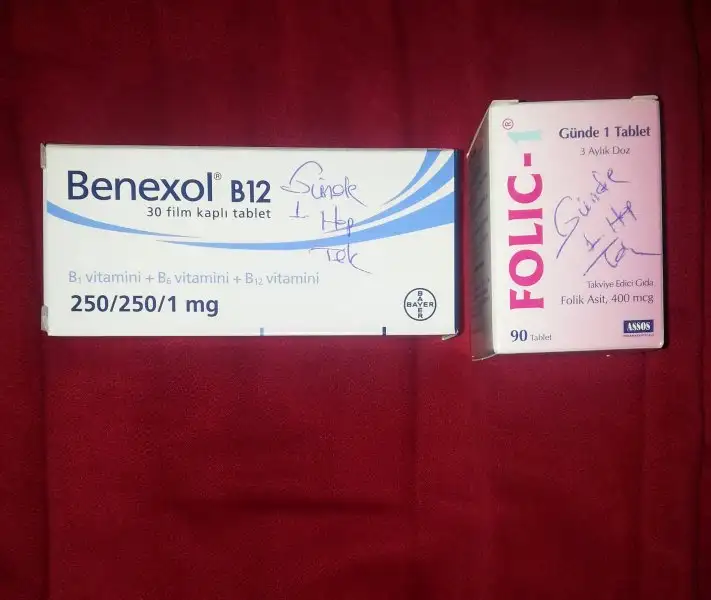 Benexol® B12
30 film kaplı tablet
Günde
1 Hap
Tek
B1 vitamini + B6 vitamini + B12 vitamini
250/250/1 mg
BAYER
BAYER
FOLIC-1®
Günde 1 Tablet
3 Aylık Doz
Günde
1 Hap
Takviye Edici Gıda
Folik Asit, 400 mcg
90 Tablet
ASSOS